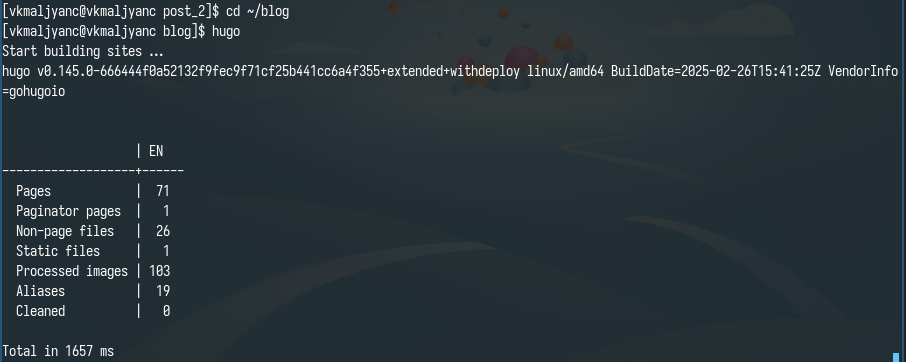 [vkmaljyanc@vkmaljyanc post_2]$ cd ~/blog
[vkmaljyanc@vkmaljyanc blog]$ hugo
Start building sites …
hugo v0.145.0-666444f0a52132f9fec9f71cf25b441cc6a4f355+extended+withdeploy linux/amd64 BuildDate=2025-02-26T15:41:25Z VendorInfo
=gohugoio
                   | EN
-------------------+------
  Pages            |  71
  Paginator pages  |   1
  Non-page files   |  26
  Static files     |   1
  Processed images | 103
  Aliases          |  19
  Cleaned          |   0
Total in 1657 ms